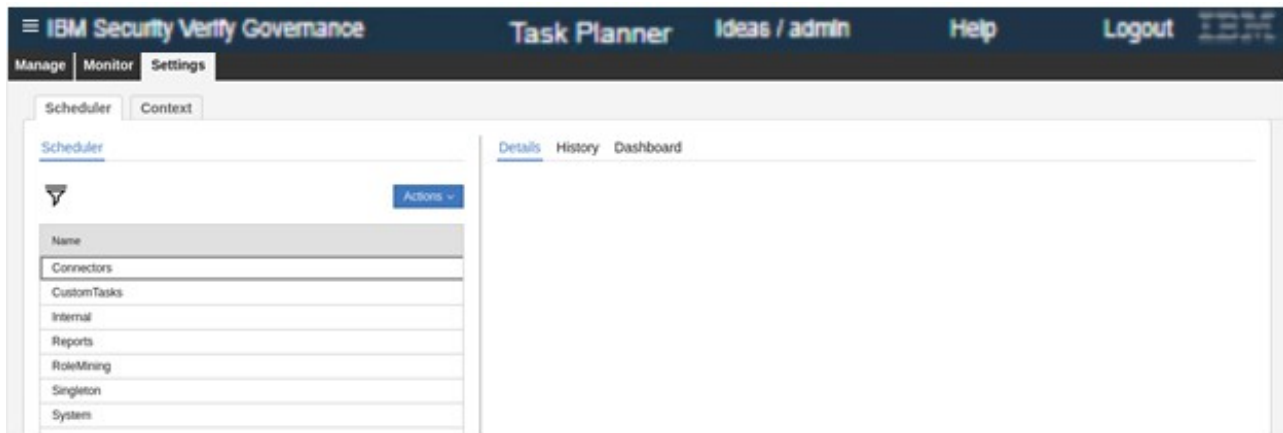 IBM Security Verify Governance Task Planner Ideas / admin Help Logout IBM
Manage Monitor Settings
Scheduler Context
Scheduler Details History Dashboard
Actions
Name
Connectors
CustomTasks
Internal
Reports
RoleMining
Singleton
System